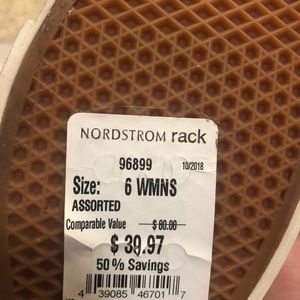 NORDSTROM rack
96899 10/2018
Size: 6 WMNS
ASSORTED
Comparable Value $ 80.00
$ 39.97
50% Savings
4 39085 46701 7